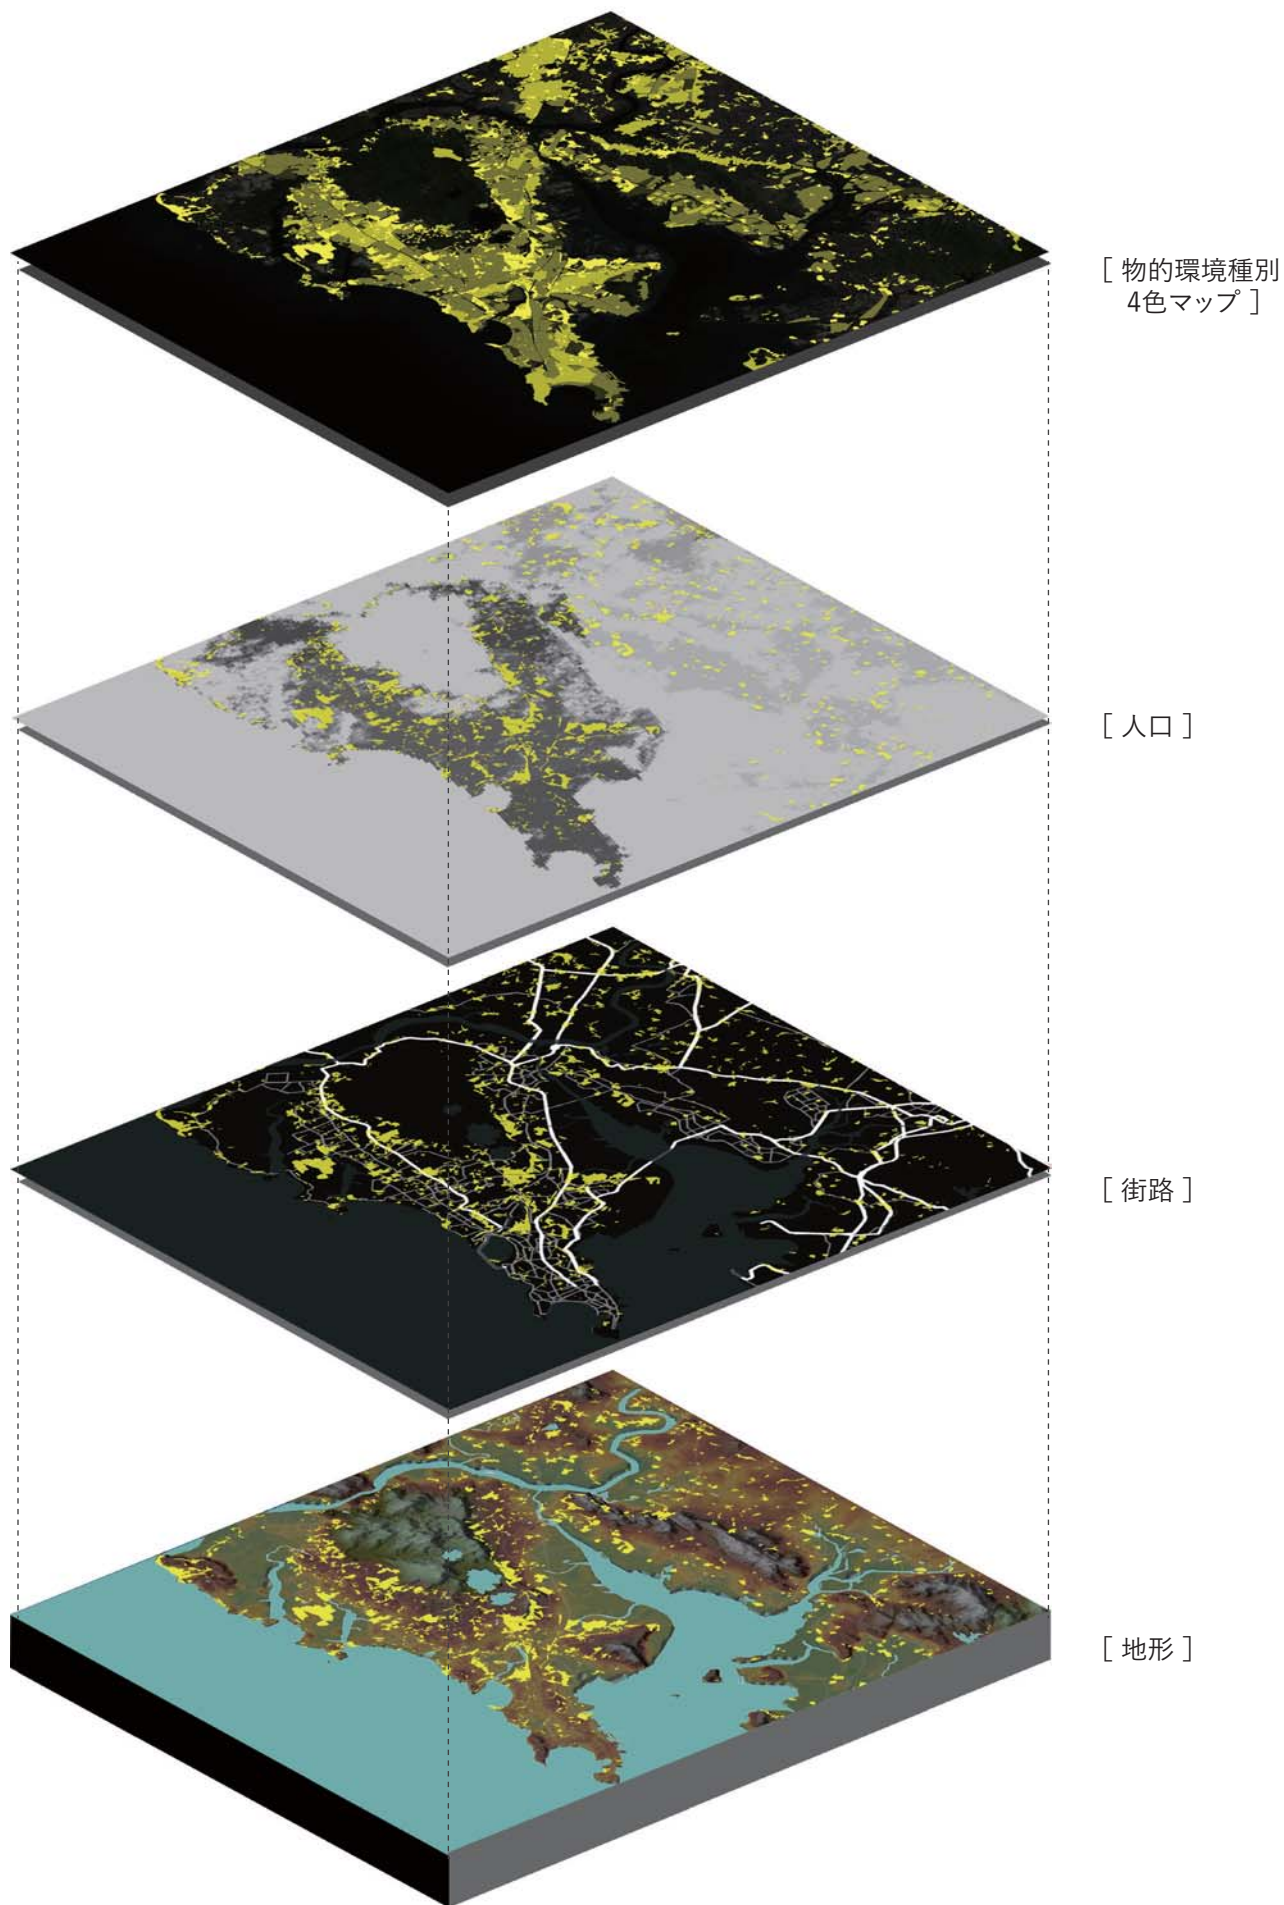 [ 物的環境種別
4色マップ ]
[ 人口 ]
[ 街路 ]
[ 地形 ]